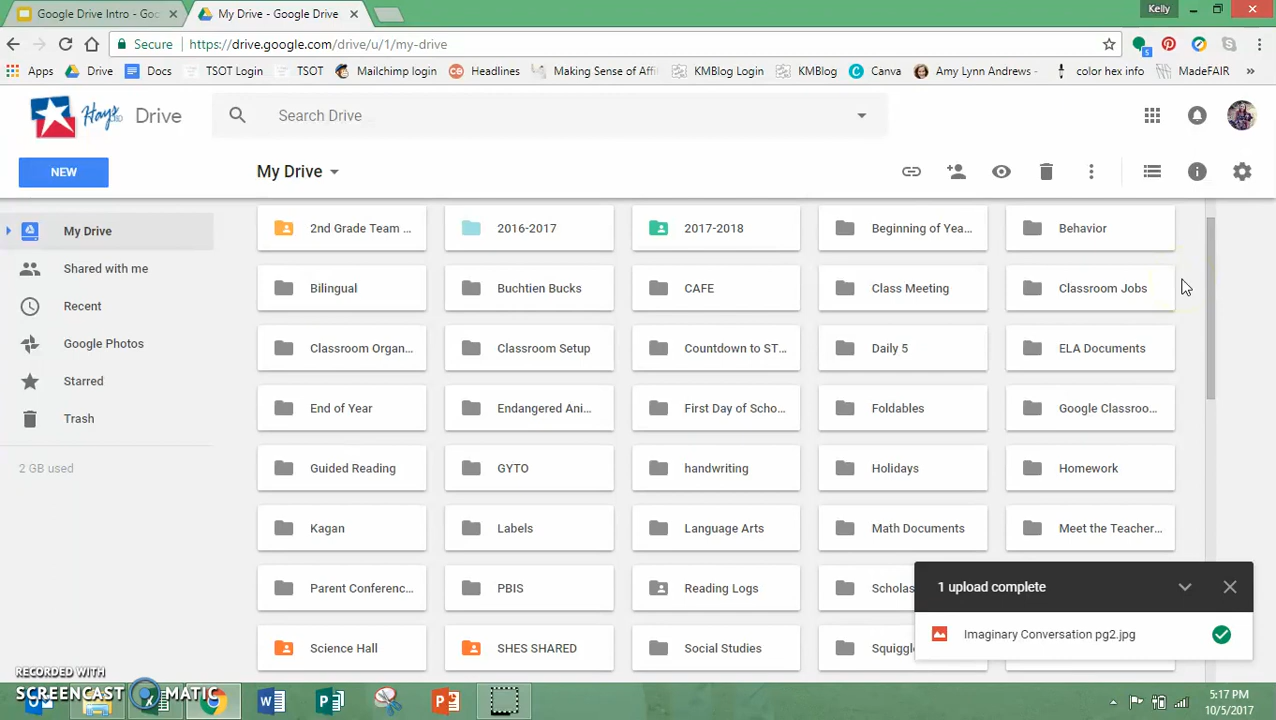 Google Drive Intro - Goo
My Drive - Google Drive
Kelly
Secure
https://drive.google.com/drive/u/1/my-drive
5
Apps
Drive
Docs
TSOT Login
TSOT
Mailchimp login
Headlines
Making Sense of Affi
KMBlog Login
KMBlog
Canva
Amy Lynn Andrews -
color hex info
MadeFAIR
Hays
Drive
Search Drive
NEW
My Drive
My Drive
Shared with me
Recent
Google Photos
Starred
Trash
2 GB used
2nd Grade Team ...
2016-2017
2017-2018
Beginning of Yea...
Behavior
Bilingual
Buchtien Bucks
CAFE
Class Meeting
Classroom Jobs
Classroom Organ...
Classroom Setup
Countdown to ST...
Daily 5
ELA Documents
End of Year
Endangered Ani...
First Day of Scho...
Foldables
Google Classroo...
Guided Reading
GYTO
handwriting
Holidays
Homework
Kagan
Labels
Language Arts
Math Documents
Meet the Teacher...
Parent Conferenc...
PBIS
Reading Logs
Scholas
Science Hall
SHES SHARED
Social Studies
Squiggl
1 upload complete
Imaginary Conversation pg2.jpg
RECORDED WITH
SCREENCAST MATIC
5:17 PM
10/5/2017